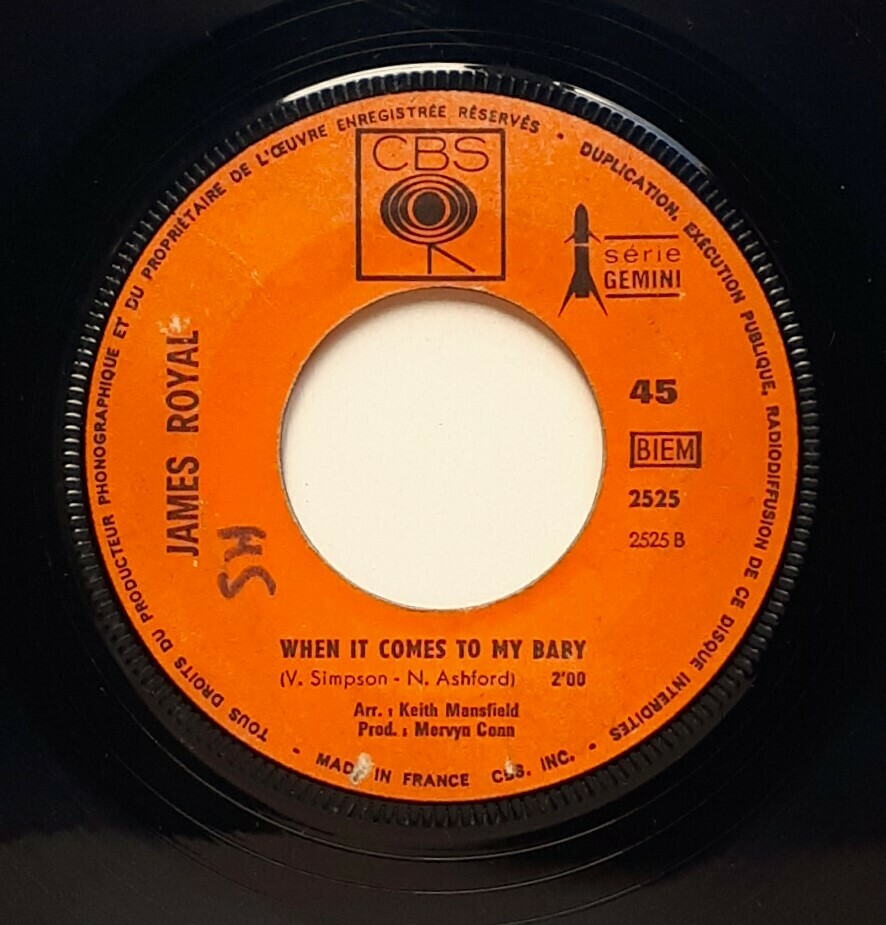 TOUS DROITS DU PRODUCTEUR PHONOGRAPHIQUE ET DU PROPRIÉTAIRE DE L'ŒUVRE ENREGISTRÉE RÉSERVÉS • DUPLICATION, EXÉCUTION PUBLIQUE, RADIODIFFUSION DE CE DISQUE INTERDITES
CBS
série
GEMINI
JAMES ROYAL
SH
45
BIEM
2525
2525 B
WHEN IT COMES TO MY BABY
(V. Simpson - N. Ashford) 2'00
Arr. : Keith Mansfield
Prod. : Mervyn Conn
• MADE IN FRANCE CBS. INC. •